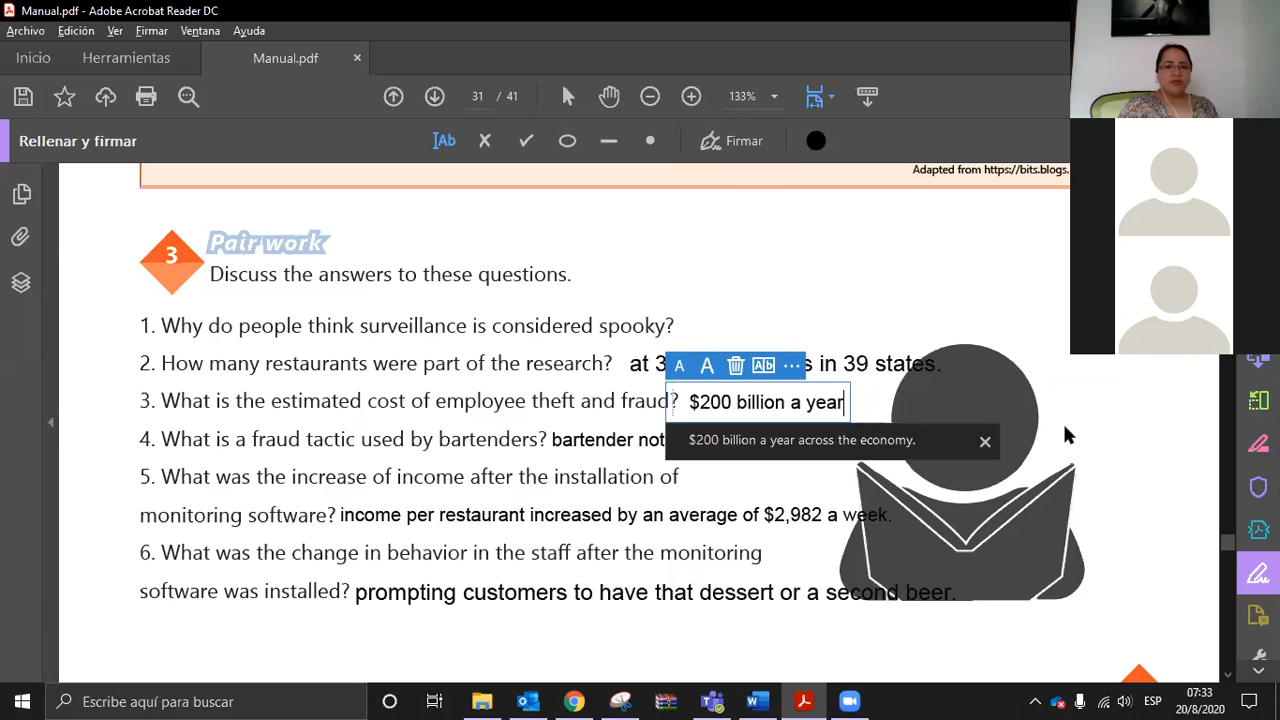 Manual.pdf - Adobe Acrobat Reader DC
Archivo Edición Ver Firmar Ventana Ayuda
Inicio Herramientas Manual.pdf ×
31 / 41 133%
Rellenar y firmar Ab Firmar
Adapted from https://bits.blogs.
3 Pair work
Discuss the answers to these questions.
1. Why do people think surveillance is considered spooky?
2. How many restaurants were part of the research? at 3 s in 39 states.
A A Ab ...
3. What is the estimated cost of employee theft and fraud? $200 billion a year
4. What is a fraud tactic used by bartenders? bartender not
$200 billion a year across the economy. ×
5. What was the increase of income after the installation of
monitoring software? income per restaurant increased by an average of $2,982 a week.
6. What was the change in behavior in the staff after the monitoring
software was installed? prompting customers to have that dessert or a second beer.
Escribe aquí para buscar
ESP
07:33
20/8/2020